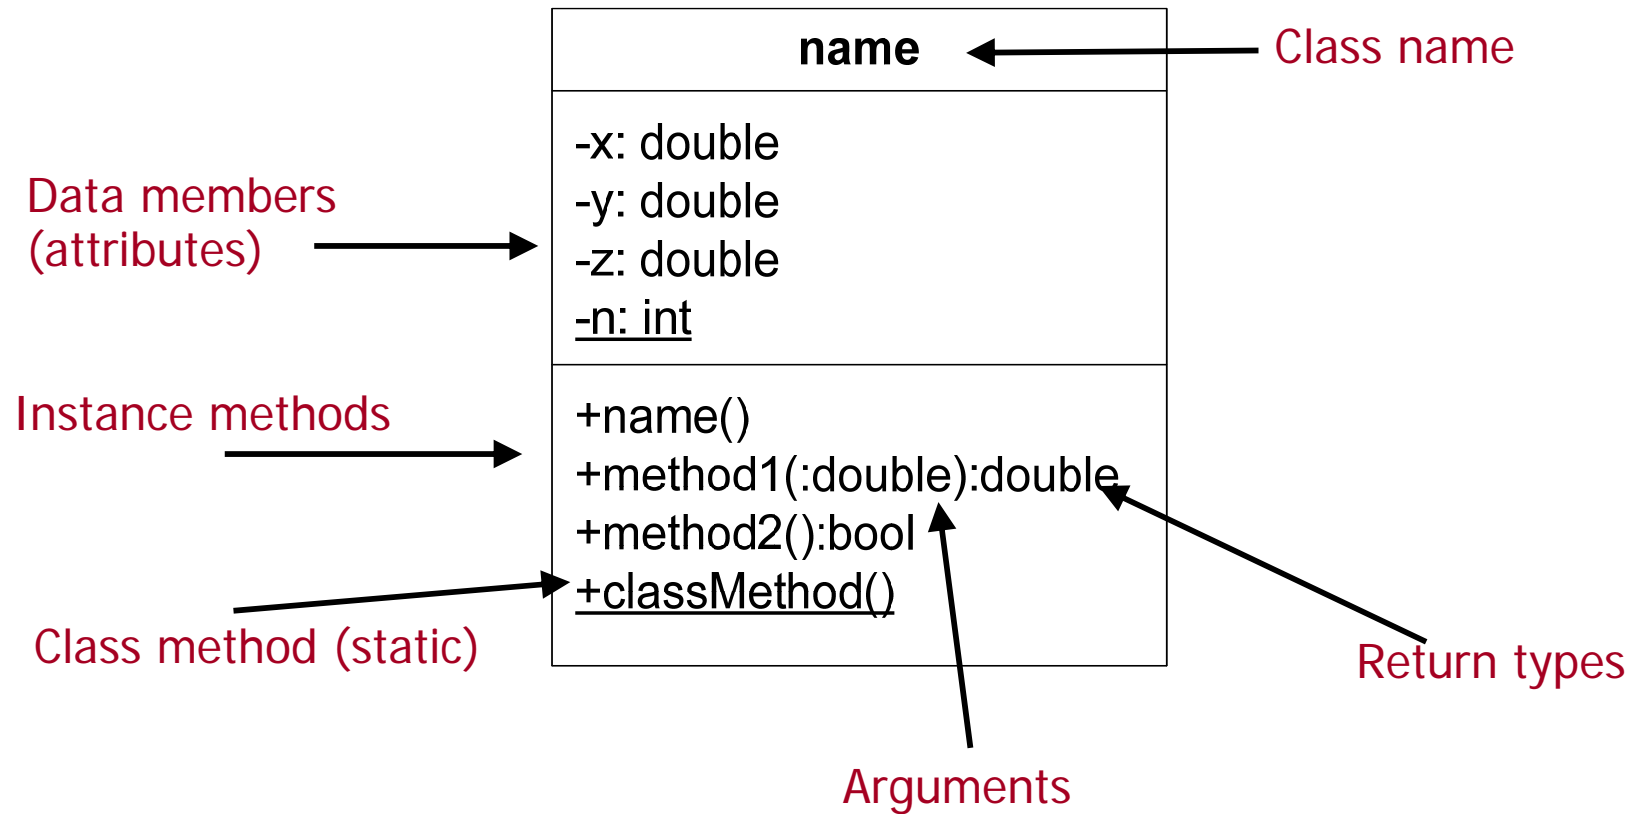 name
Class name
-x: double
-y: double
-z: double
-n: int
Data members
(attributes)
Instance methods
+name()
+method1(:double):double
+method2():bool
+classMethod()
Class method (static)
Return types
Arguments